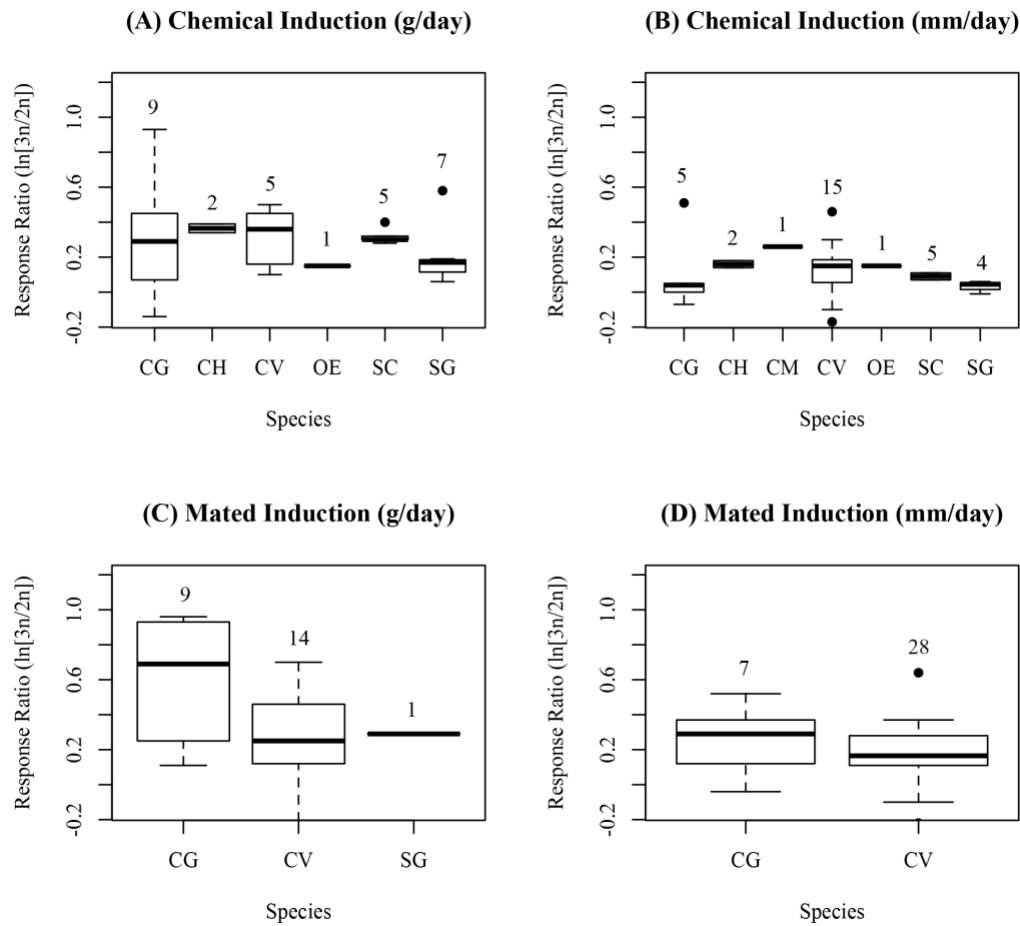 (A) Chemical Induction (g/day)
Response Ratio (ln[3n/2n])
1.0
0.6
0.2
-0.2
9
2
5
1
5
7
CG CH CV OE SC SG
Species
(B) Chemical Induction (mm/day)
Response Ratio (ln[3n/2n])
1.0
0.6
0.2
-0.2
5
2
1
15
1
5
4
CG CH CM CV OE SC SG
Species
(C) Mated Induction (g/day)
Response Ratio (ln[3n/2n])
1.0
0.6
0.2
-0.2
9
14
1
CG CV SG
Species
(D) Mated Induction (mm/day)
Response Ratio (ln[3n/2n])
1.0
0.6
0.2
-0.2
7
28
CG CV
Species